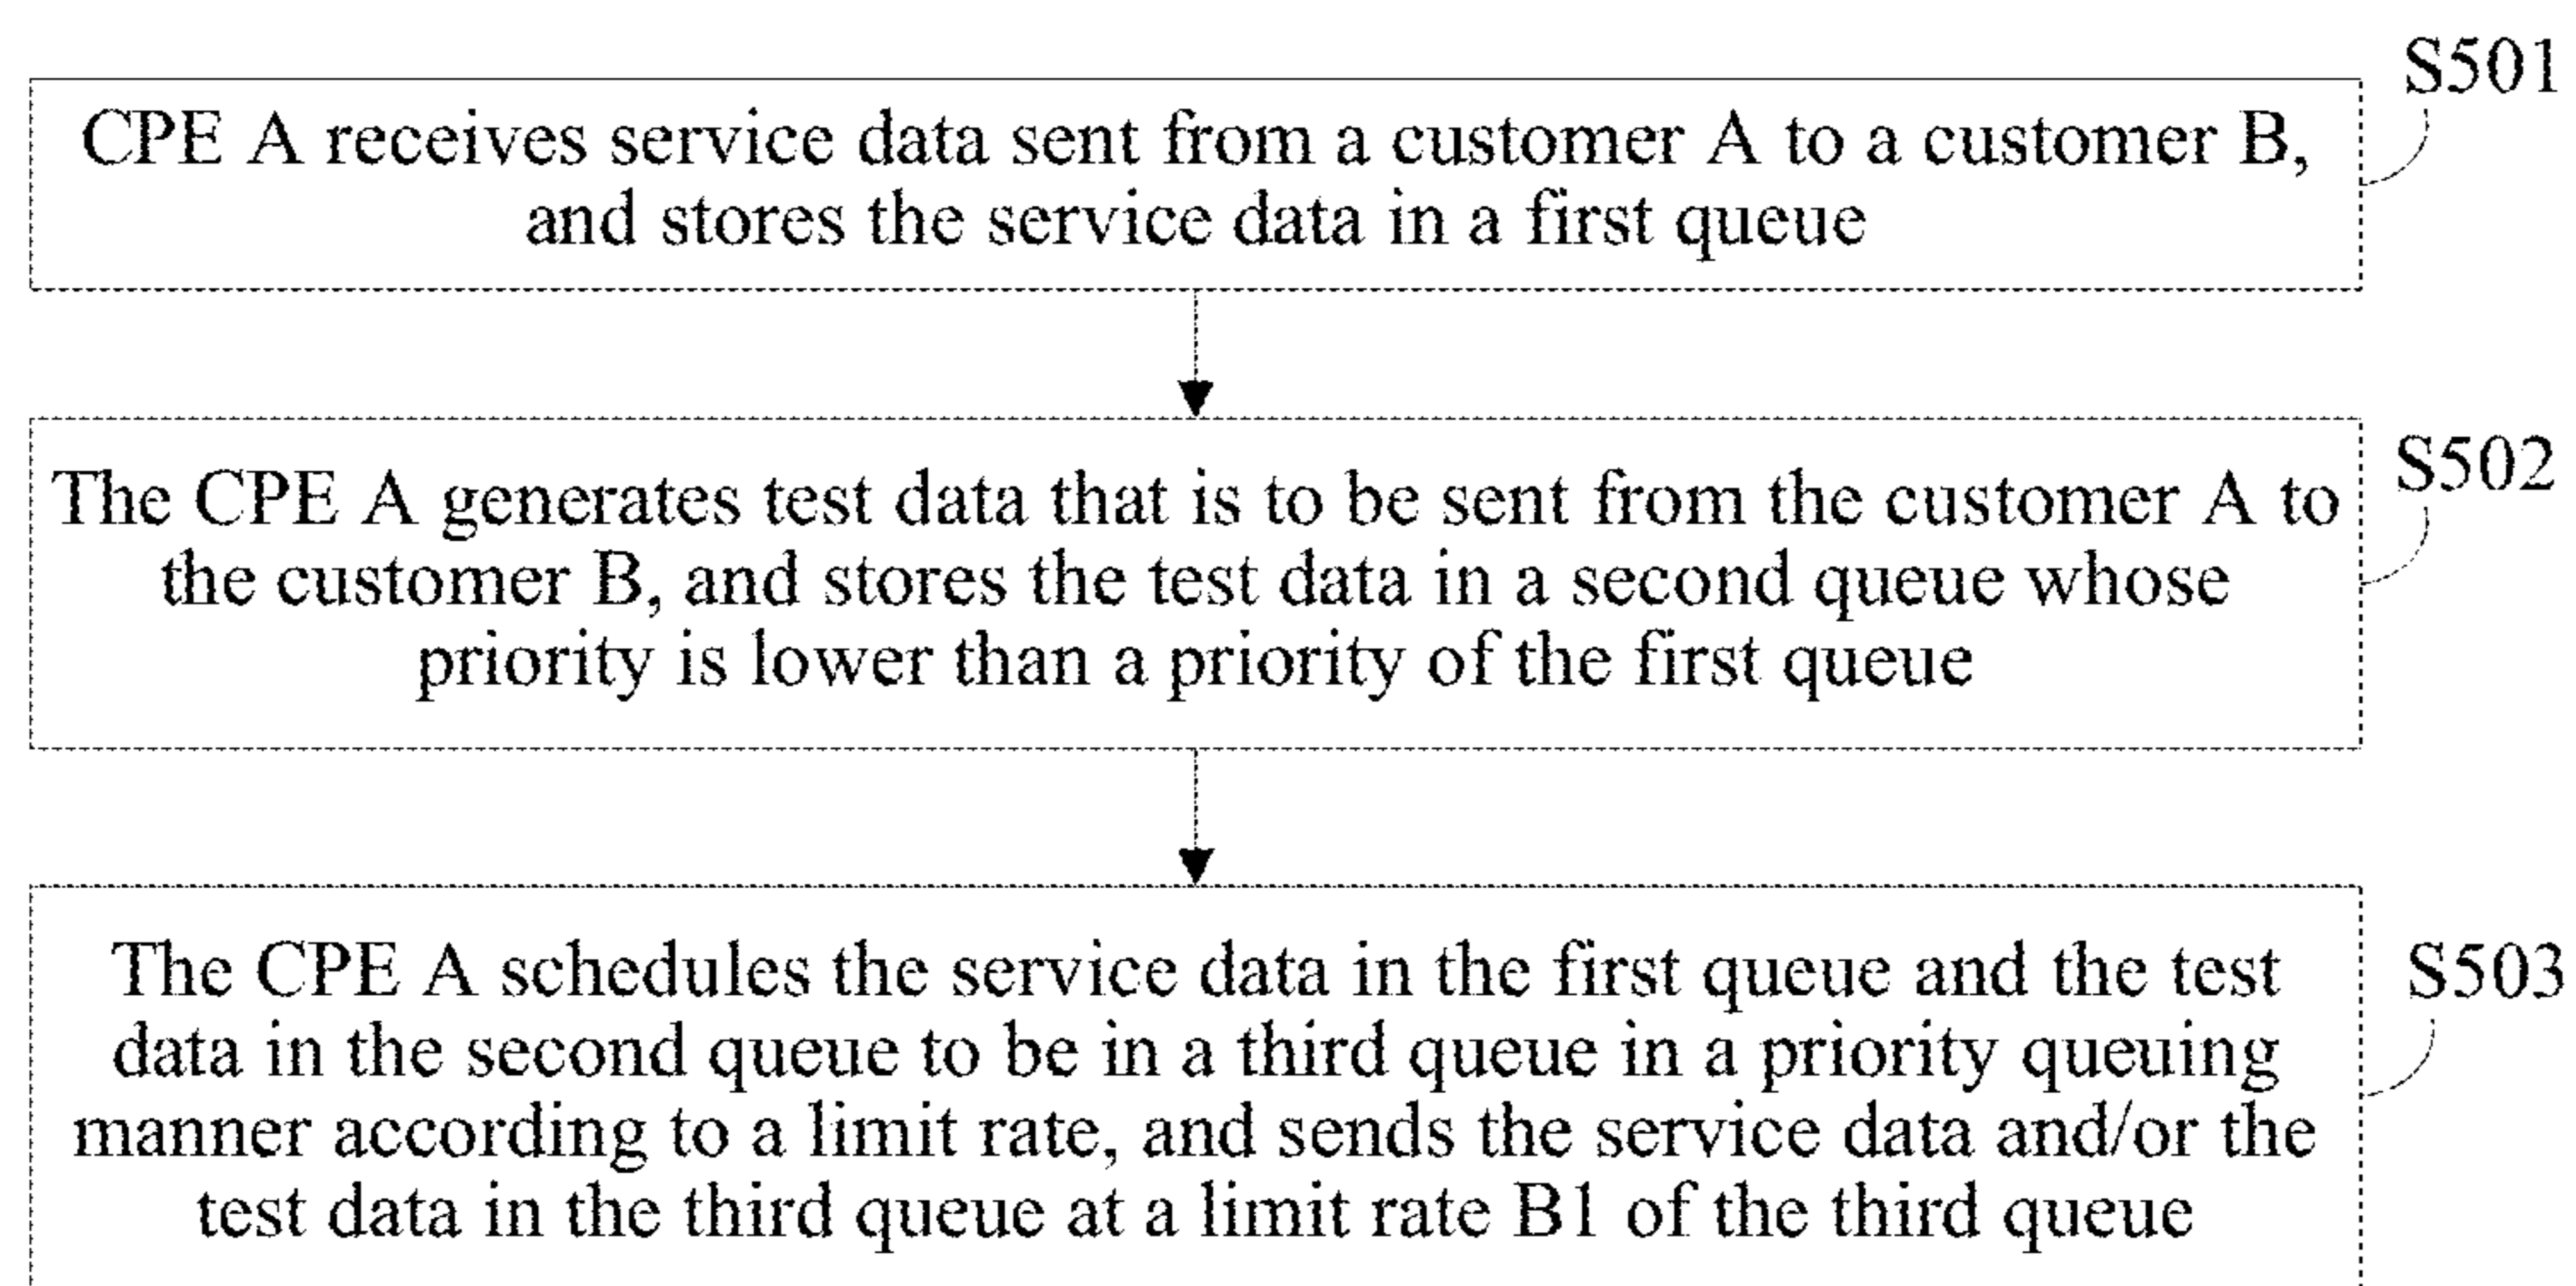 S501
CPE A receives service data sent from a customer A to a customer B,
and stores the service data in a first queue
S502
The CPE A generates test data that is to be sent from the customer A to
the customer B, and stores the test data in a second queue whose
priority is lower than a priority of the first queue
S503
The CPE A schedules the service data in the first queue and the test
data in the second queue to be in a third queue in a priority queuing
manner according to a limit rate, and sends the service data and/or the
test data in the third queue at a limit rate B1 of the third queue